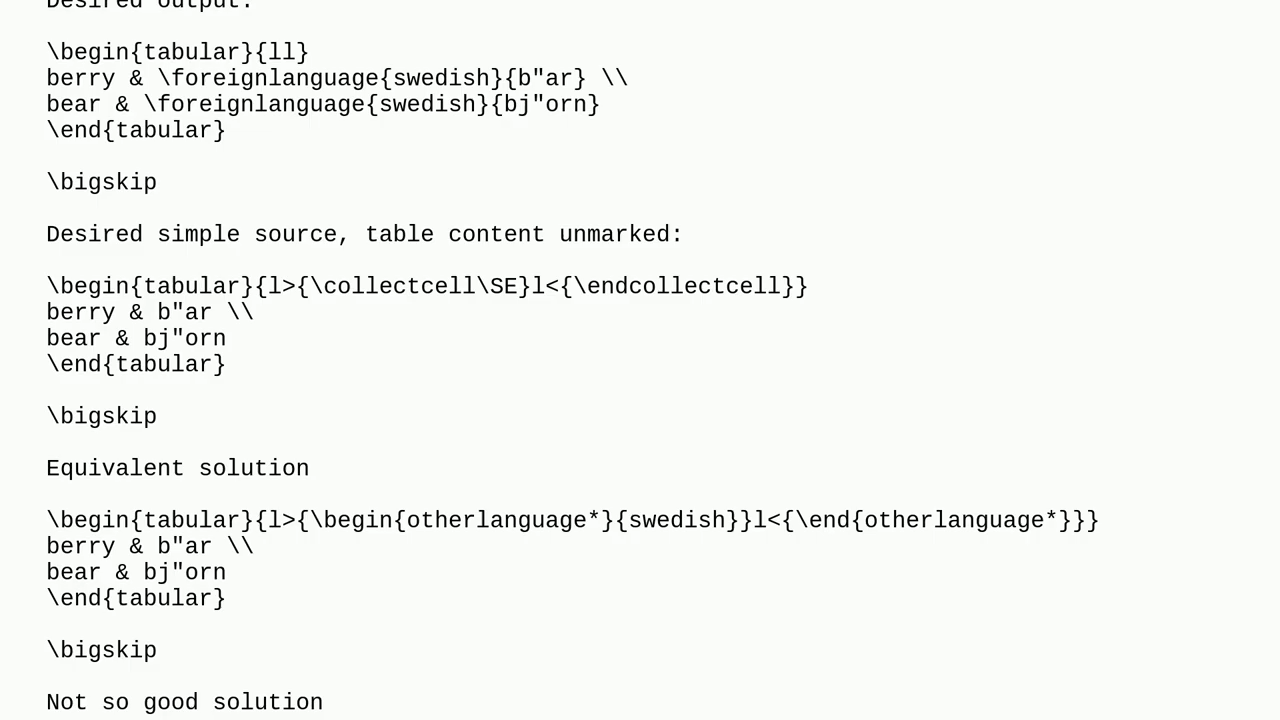 Desired output:
\begin{tabular}{ll}
berry & \foreignlanguage{swedish}{b"ar} \\
bear & \foreignlanguage{swedish}{bj"orn}
\end{tabular}
\bigskip
Desired simple source, table content unmarked:
\begin{tabular}{l>{\collectcell\SE}l<{\endcollectcell}}
berry & b"ar \\
bear & bj"orn
\end{tabular}
\bigskip
Equivalent solution
\begin{tabular}{l>{\begin{otherlanguage*}{swedish}}l<{\end{otherlanguage*}}}
berry & b"ar \\
bear & bj"orn
\end{tabular}
\bigskip
Not so good solution